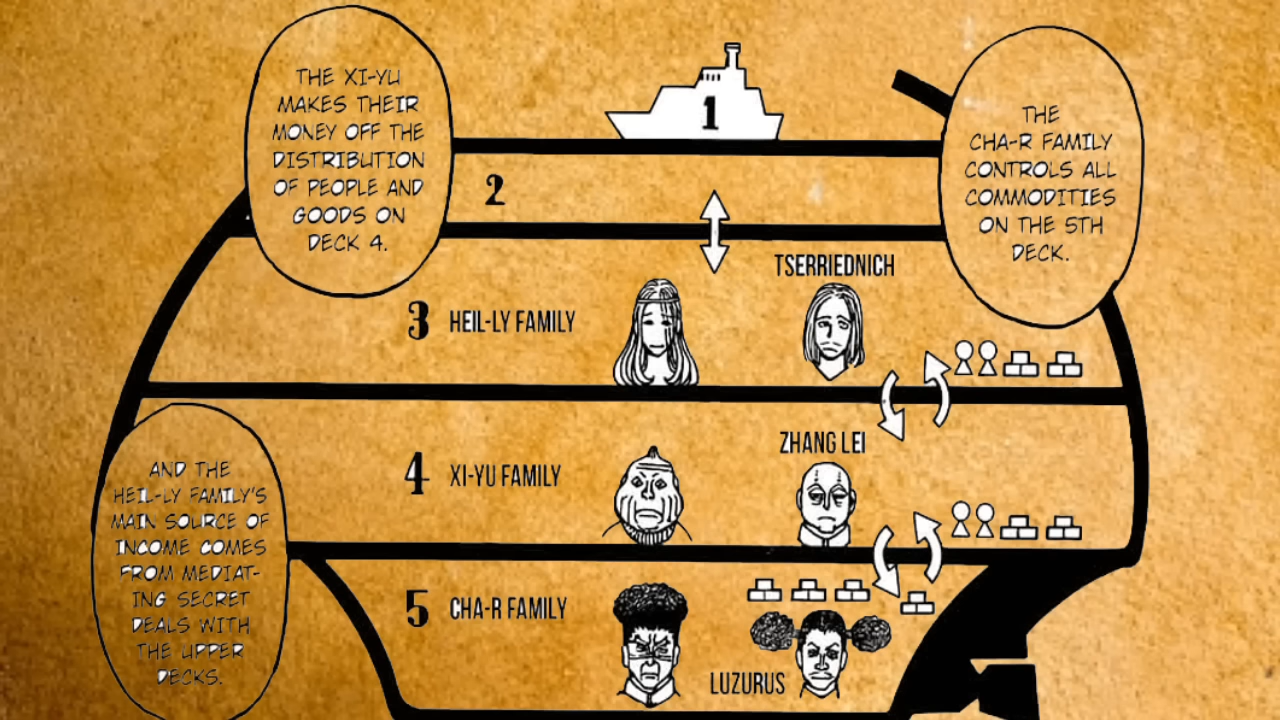 THE XI-YU
MAKES THEIR
MONEY OFF THE
DISTRIBUTION
OF PEOPLE AND
GOODS ON
DECK 4.
1
THE
CHA-R FAMILY
CONTROLS ALL
COMMODITIES
ON THE 5TH
DECK.
2
TSERRIEDNICH
3 HEIL-LY FAMILY
ZHANG LEI
4 XI-YU FAMILY
AND THE
HEIL-LY FAMILY'S
MAIN SOURCE OF
INCOME COMES
FROM MEDIAT-
ING SECRET
DEALS WITH
THE UPPER
DECKS.
5 CHA-R FAMILY
LUZURUS